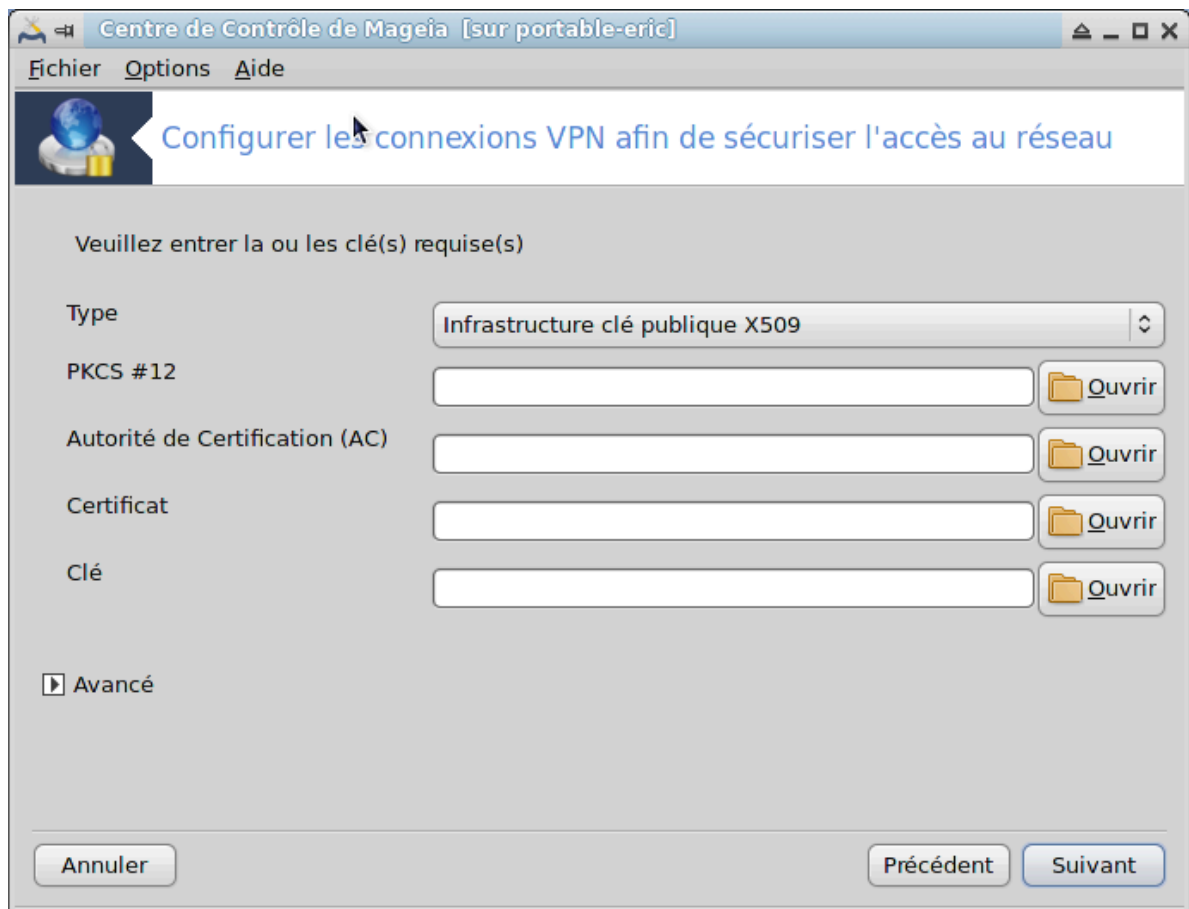 Centre de Contrôle de Mageia [sur portable-eric]
Fichier Options Aide
Configurer les connexions VPN afin de sécuriser l'accès au réseau
Veuillez entrer la ou les clé(s) requise(s)
Type Infrastructure clé publique X509
PKCS #12 Ouvrir
Autorité de Certification (AC) Ouvrir
Certificat Ouvrir
Clé Ouvrir
Avancé
Annuler Précédent Suivant